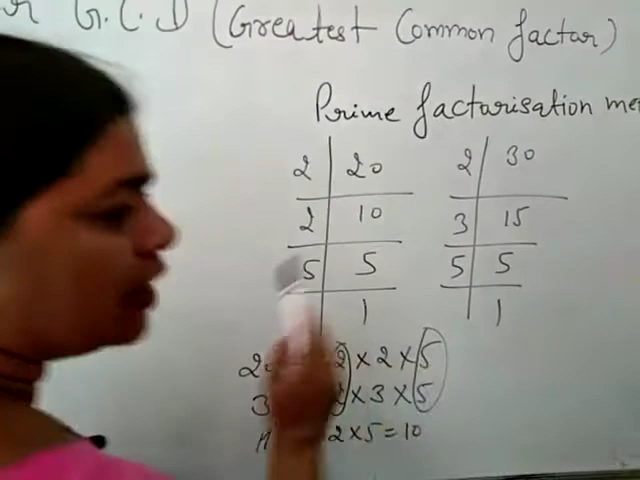 or G.C.D (Greatest Common factor)
Prime factorisation
2 | 20 2 | 30
2 | 10 3 | 15
5 | 5 5 | 5
1 1
2 × 2 × 5
× 3 × 5
2 × 5 = 10